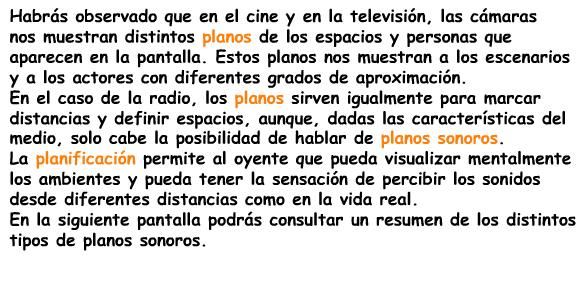 Habrás observado que en el cine y en la televisión, las cámaras
nos muestran distintos planos de los espacios y personas que
aparecen en la pantalla. Estos planos nos muestran a los escenarios
y a los actores con diferentes grados de aproximación.
En el caso de la radio, los planos sirven igualmente para marcar
distancias y definir espacios, aunque, dadas las características del
medio, solo cabe la posibilidad de hablar de planos sonoros.
La planificación permite al oyente que pueda visualizar mentalmente
los ambientes y pueda tener la sensación de percibir los sonidos
desde diferentes distancias como en la vida real.
En la siguiente pantalla podrás consultar un resumen de los distintos
tipos de planos sonoros.